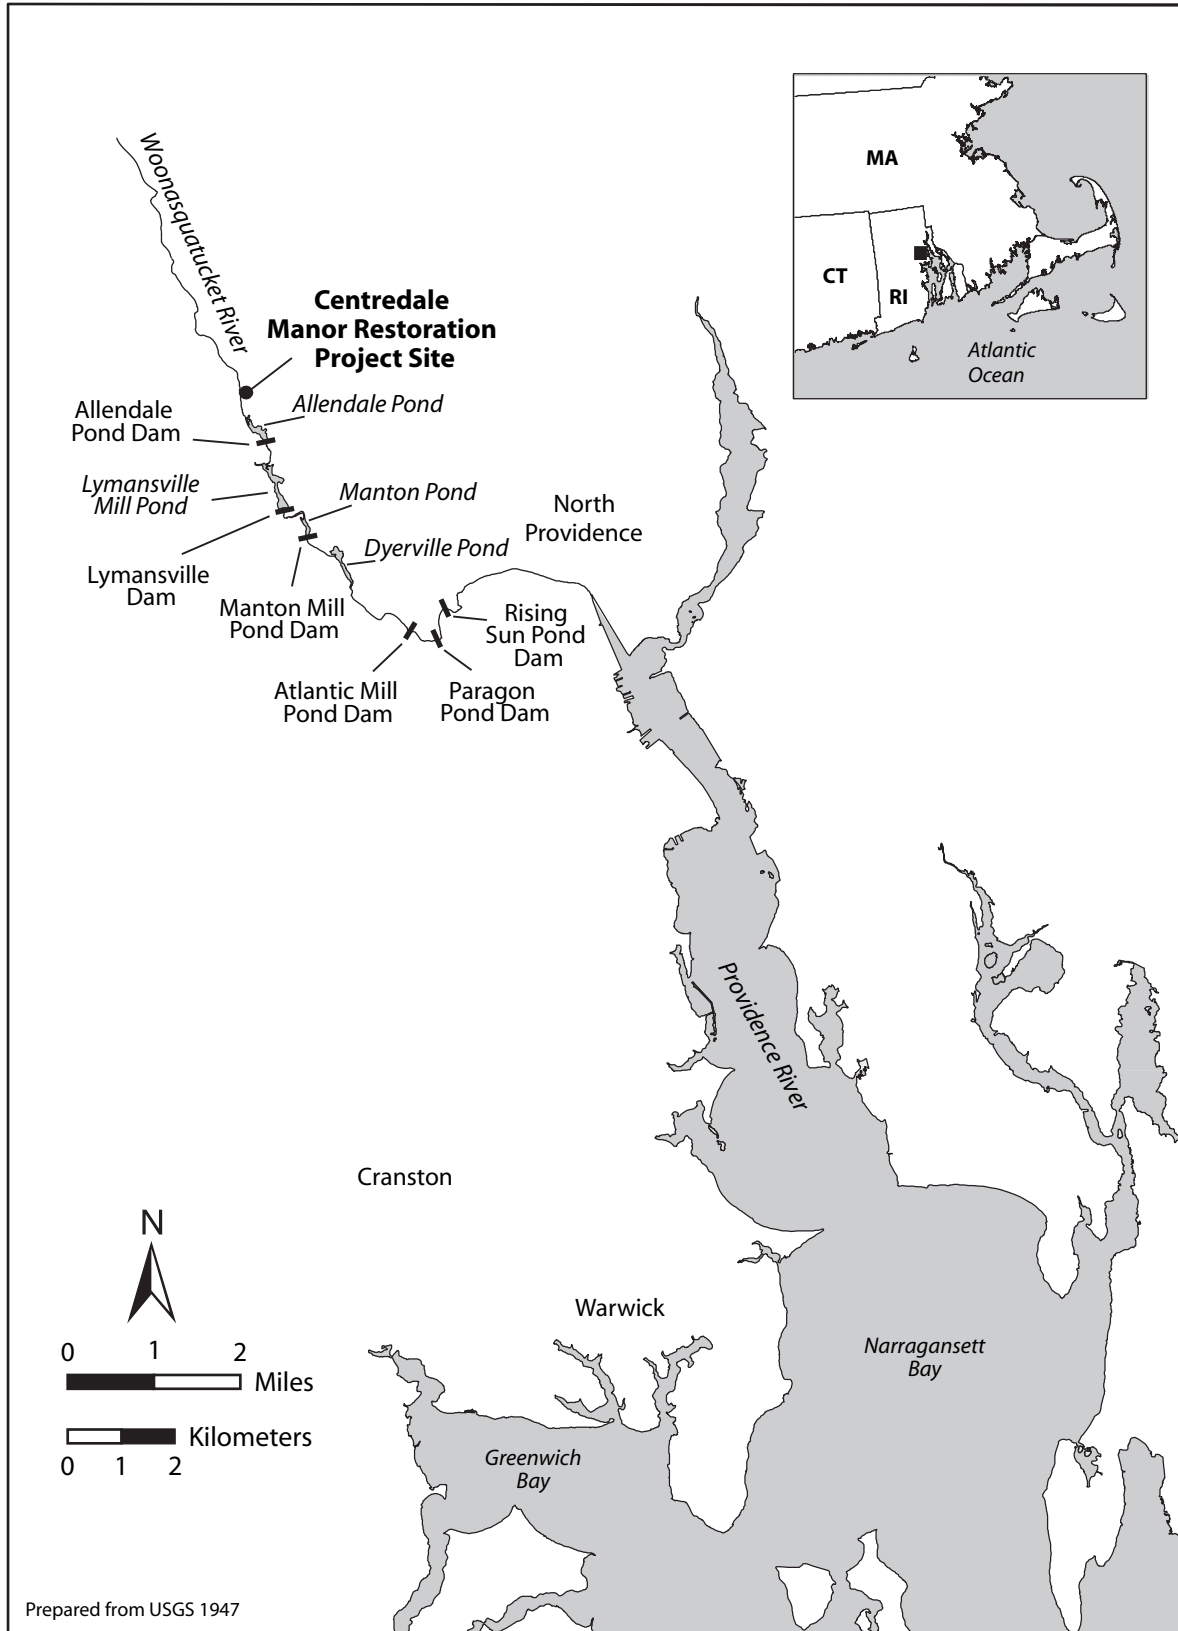 MA
CT
RI
Atlantic
Ocean
Woonasquatucket River
Centredale
Manor Restoration
Project Site
Allendale
Pond Dam
Allendale Pond
Lymansville
Mill Pond
Manton Pond
North
Providence
Dyerville Pond
Lymansville
Dam
Manton Mill
Pond Dam
Rising
Sun Pond
Dam
Atlantic Mill
Pond Dam
Paragon
Pond Dam
Providence River
Cranston
N
Warwick
Narragansett
Bay
0 1 2
Miles
Kilometers
0 1 2
Greenwich
Bay
Prepared from USGS 1947